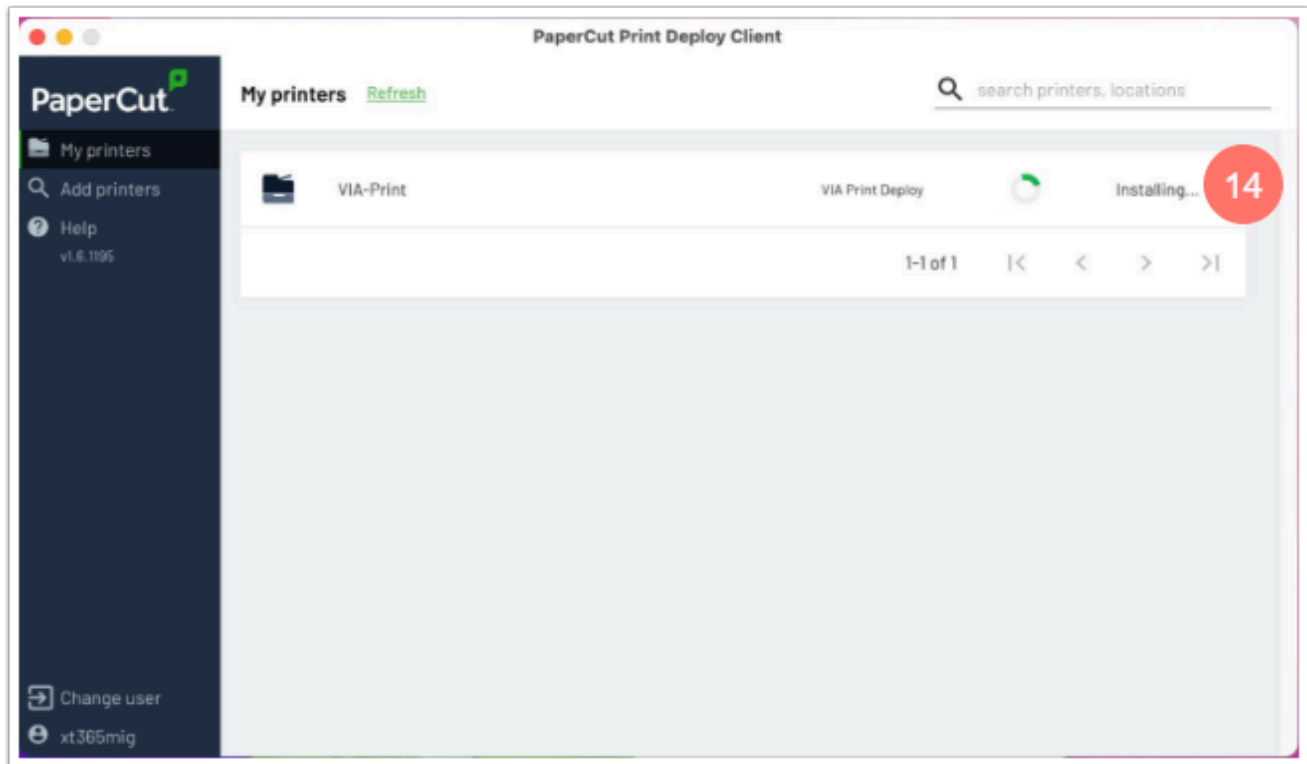 PaperCut Print Deploy Client
PaperCut
My printers
Add printers
Help
v1.6.1195
Change user
xt365mig
My printers Refresh
search printers, locations
VIA-Print VIA Print Deploy Installing... 14
1-1 of 1